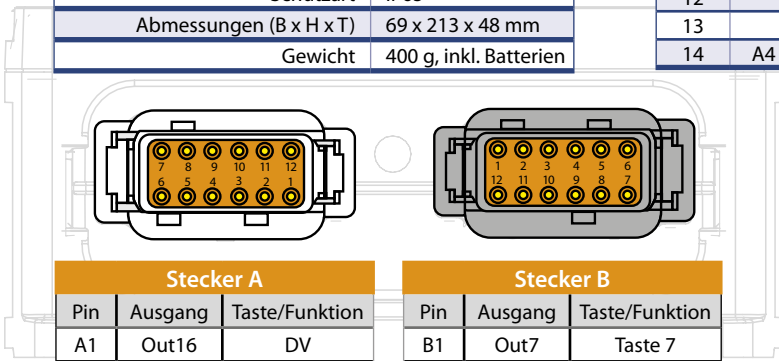 12
Abmessungen (B x H x T) 69 x 213 x 48 mm
13
Gewicht 400 g, inkl. Batterien
14 A4
7 8 9 10 11 12
6 5 4 3 2 1
1 2 3 4 5 6
12 11 10 9 8 7
Stecker A
Pin Ausgang Taste/Funktion
A1 Out16 DV
Stecker B
Pin Ausgang Taste/Funktion
B1 Out7 Taste 7